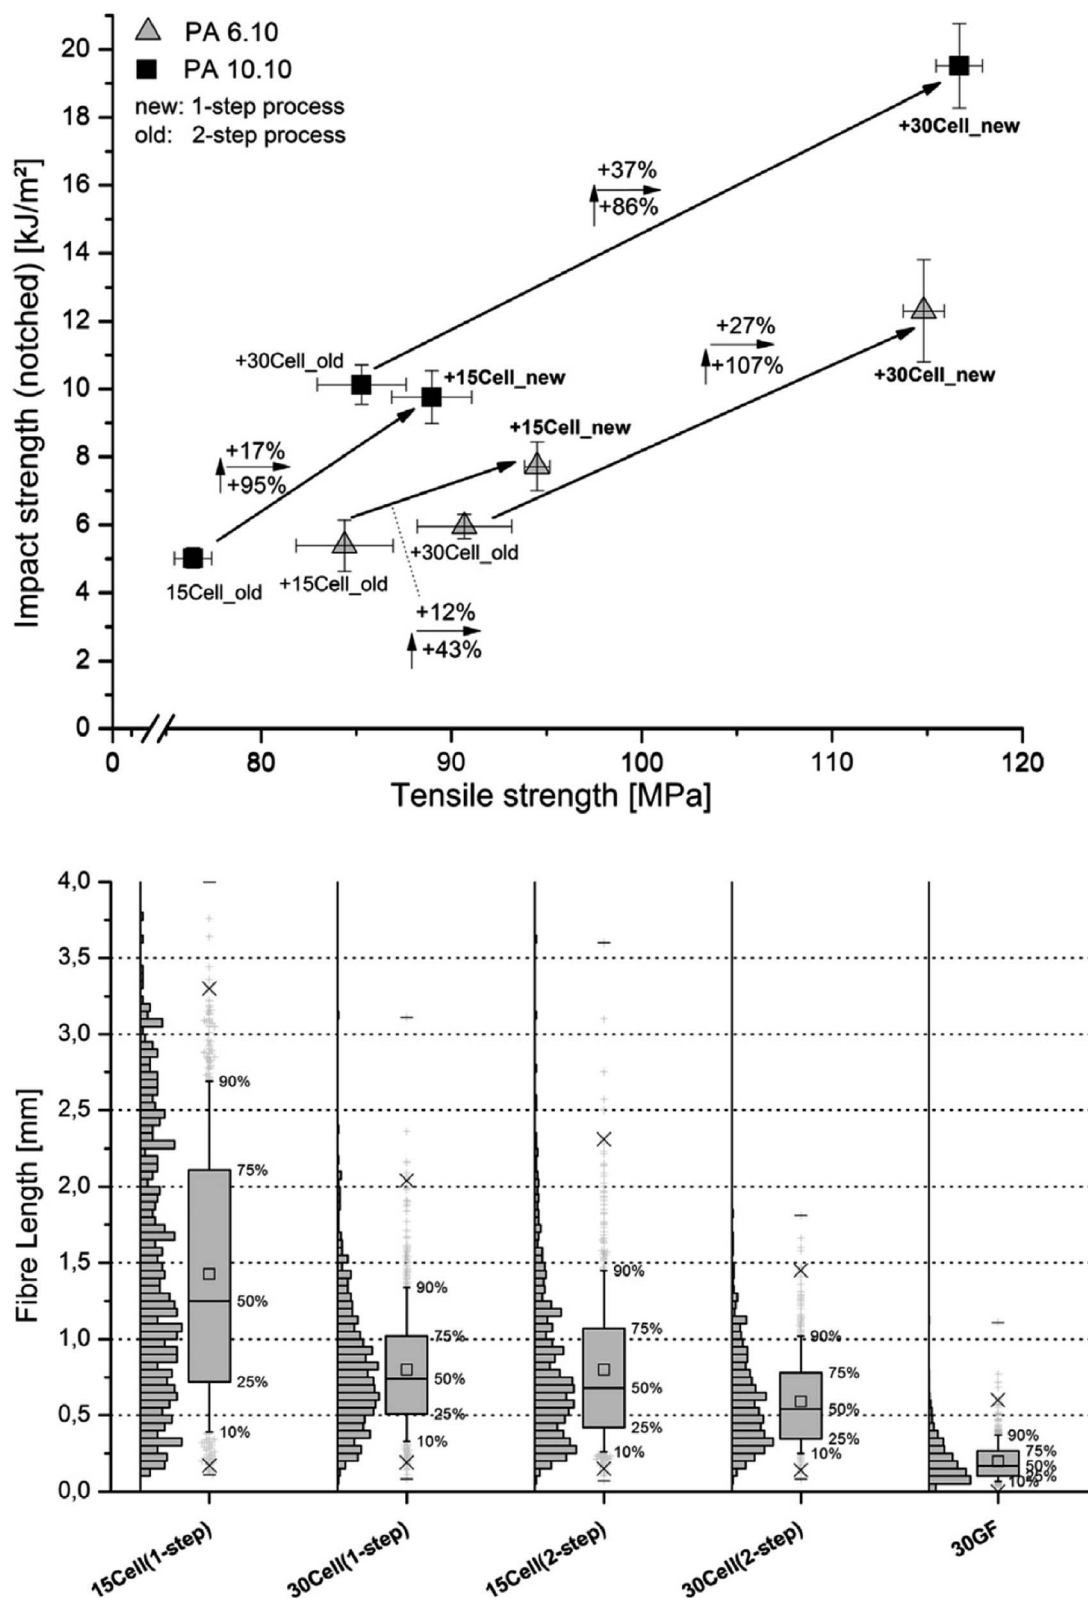 PA 6.10
PA 10.10
new: 1-step process
old: 2-step process
Impact strength (notched) [kJ/m²]
20
18
16
14
12
10
8
6
4
2
0
+30Cell_new
+37%
+86%
+27%
+107%
+30Cell_new
+30Cell_old
+15Cell_new
+15Cell_new
+17%
+95%
15Cell_old
+15Cell_old
+30Cell_old
+12%
+43%
0
80
90
100
110
120
Tensile strength [MPa]
Fibre Length [mm]
4,0
3,5
3,0
2,5
2,0
1,5
1,0
0,5
0,0
90%
75%
50%
25%
10%
90%
75%
50%
25%
10%
90%
75%
50%
25%
10%
90%
75%
50%
25%
10%
90%
75%
50%
25%
10%
15Cell(1-step)
30Cell(1-step)
15Cell(2-step)
30Cell(2-step)
30GF